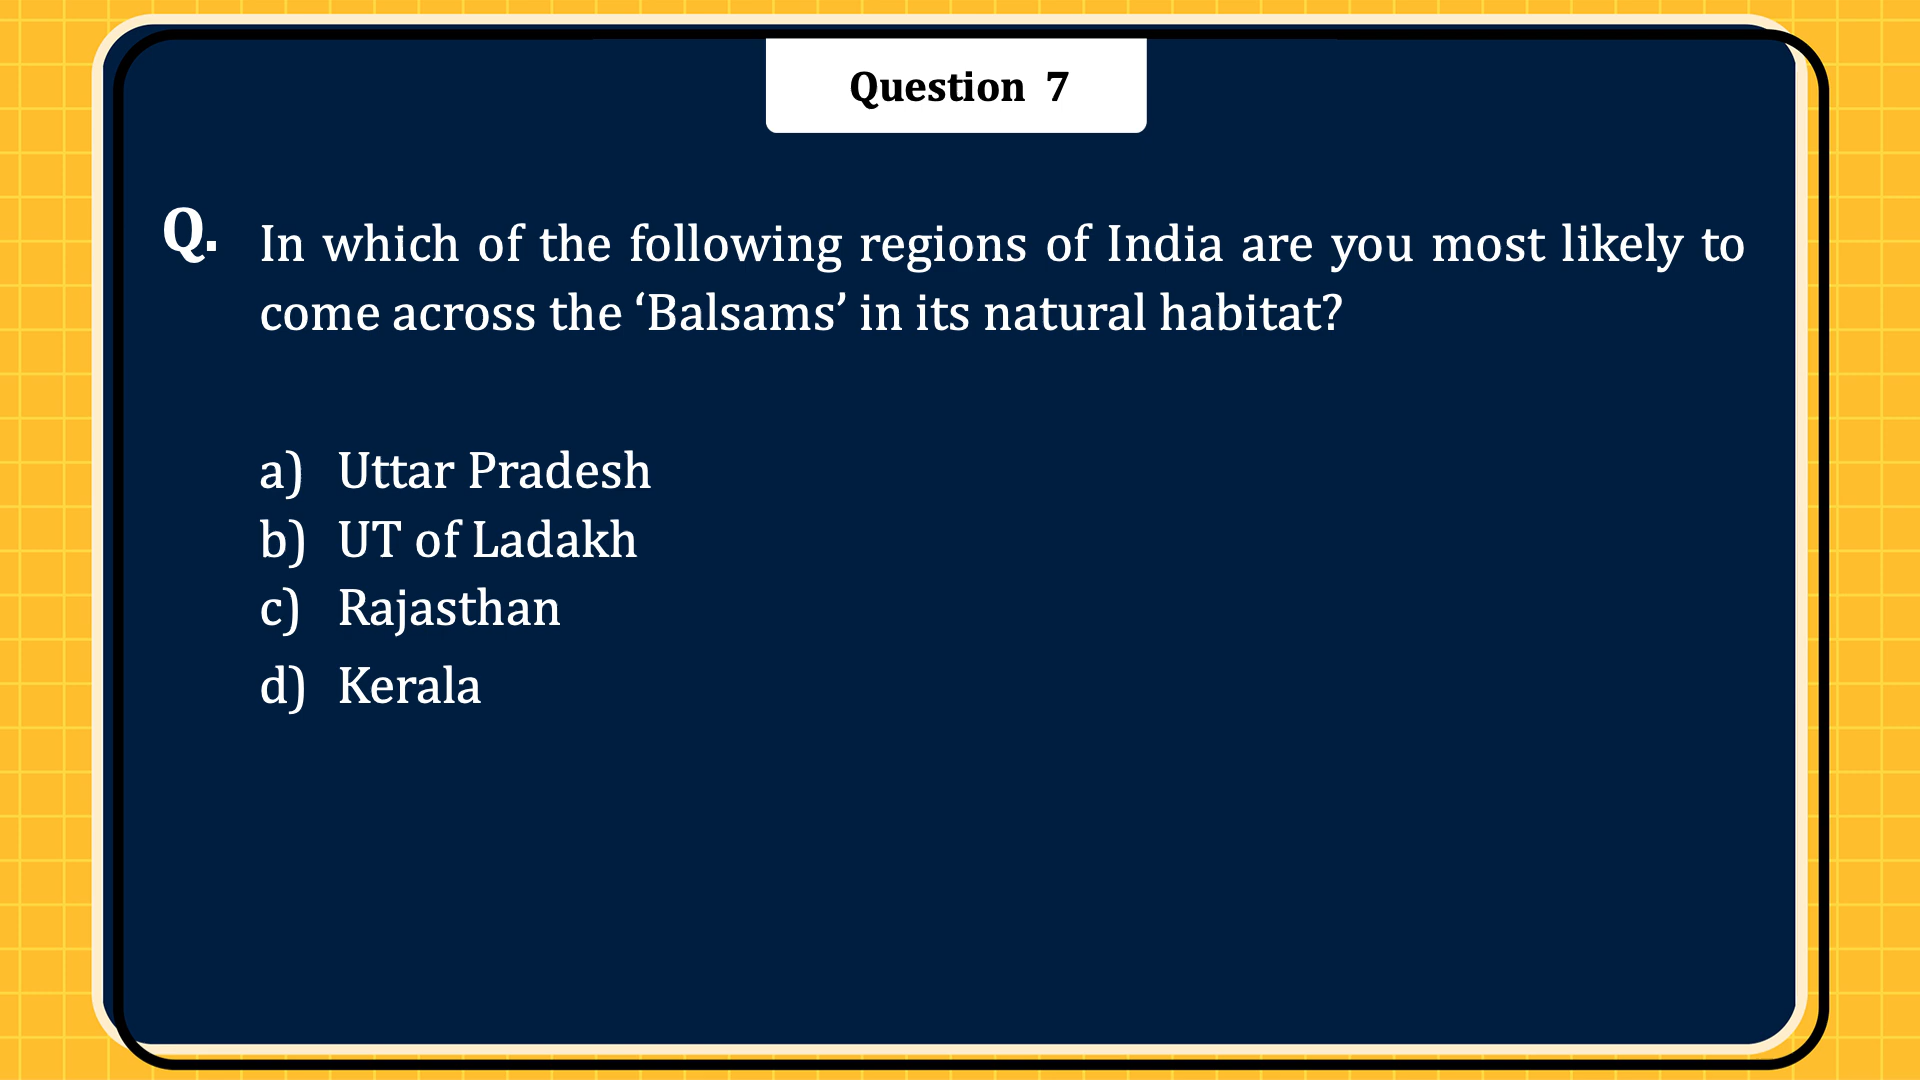 Question 7
Q. In which of the following regions of India are you most likely to
come across the ‘Balsams’ in its natural habitat?
a) Uttar Pradesh
b) UT of Ladakh
c) Rajasthan
d) Kerala